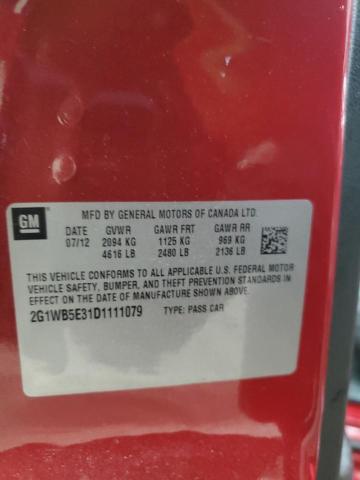 GM
MFD BY GENERAL MOTORS OF CANADA LTD.
DATE GVWR GAWR FRT GAWR RR
07/12 2094 KG 1125 KG 969 KG
4616 LB 2480 LB 2136 LB
THIS VEHICLE CONFORMS TO ALL APPLICABLE U.S. FEDERAL MOTOR
VEHICLE SAFETY, BUMPER, AND THEFT PREVENTION STANDARDS IN
EFFECT ON THE DATE OF MANUFACTURE SHOWN ABOVE.
2G1WB5E31D1111079 TYPE: PASS CAR